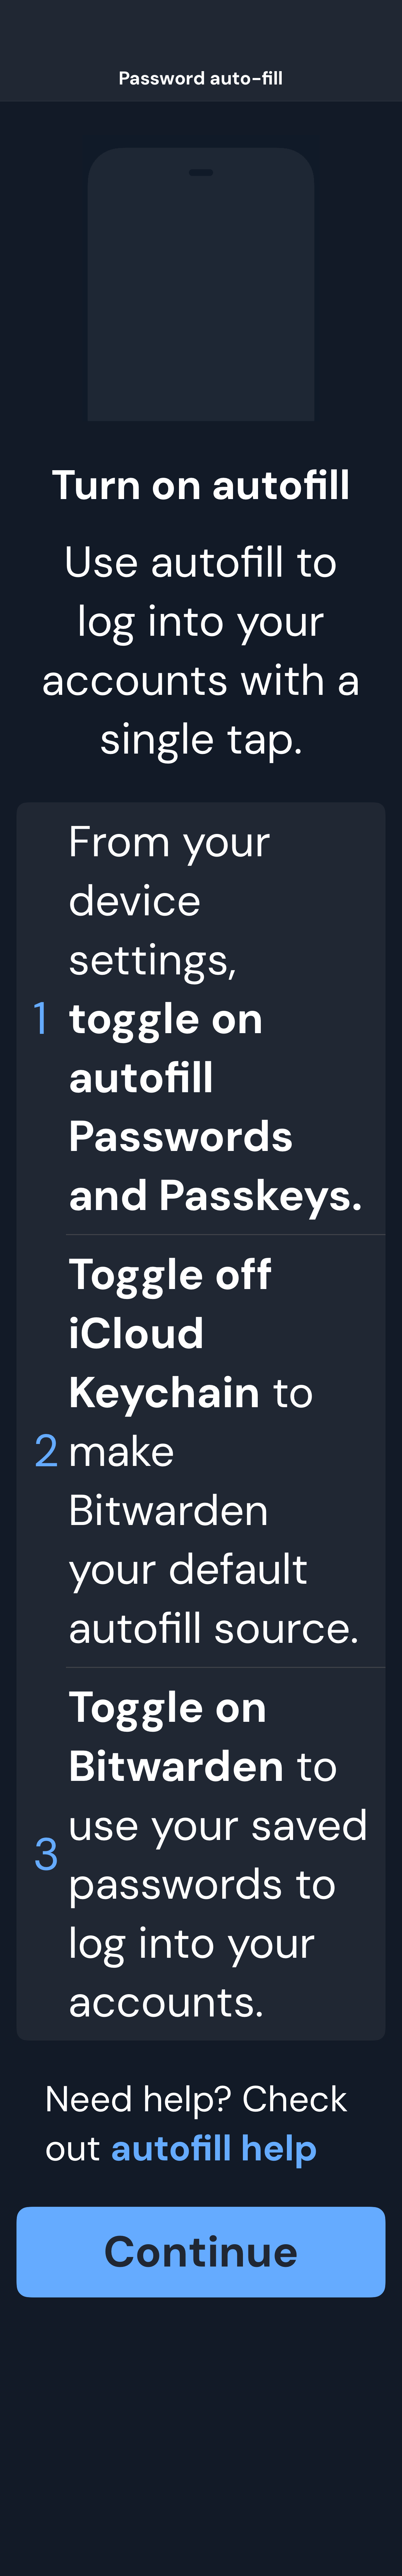 Password auto-fill
Turn on autofill
Use autofill to
log into your
accounts with a
single tap.
1
From your
device
settings,
toggle on
autofill
Passwords
and Passkeys.
2
Toggle off
iCloud
Keychain to
make
Bitwarden
your default
autofill source.
3
Toggle on
Bitwarden to
use your saved
passwords to
log into your
accounts.
Need help? Check
out autofill help
Continue